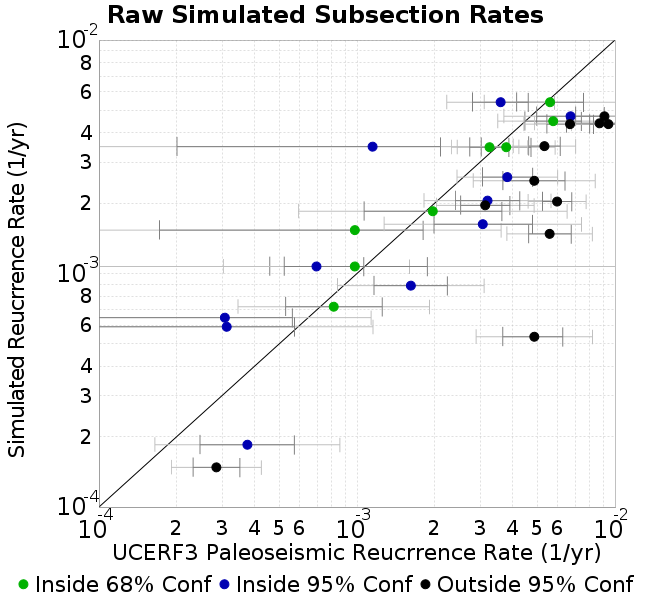 Raw Simulated Subsection Rates
10-2
8
6
4
3
2
10-3
8
6
4
3
2
10-4
Simulated Reucrrence Rate (1/yr)
10-4 2 3 4 5 6 10-3 2 3 4 5 6 10-2
UCERF3 Paleoseismic Reucrrence Rate (1/yr)
Inside 68% Conf Inside 95% Conf Outside 95% Conf